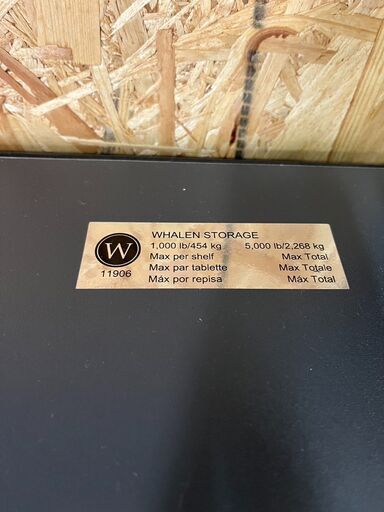 WHALEN STORAGE
W
1,000 lb/454 kg 5,000 lb/2,268 kg
Max per shelf Max Total
Max par tablette Max Totale
11906
Máx por repisa Máx Total